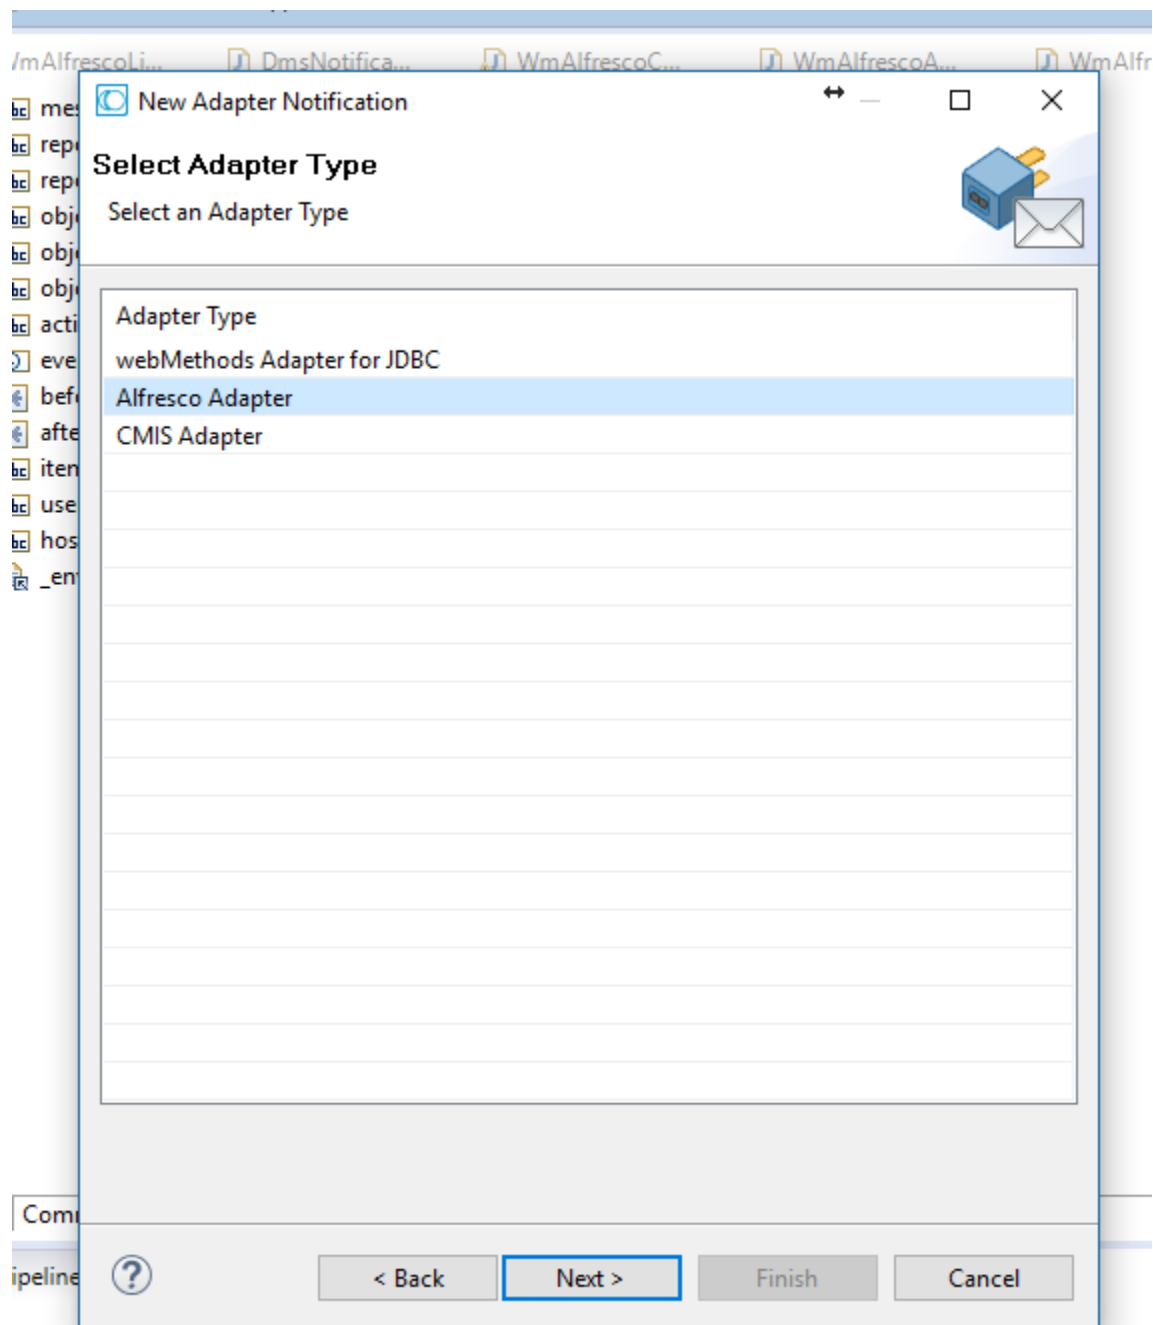 DmsNotifica...
WmAlfrescoC...
WmAlfrescoA...
New Adapter Notification
Select Adapter Type
Select an Adapter Type
Adapter Type
webMethods Adapter for JDBC
Alfresco Adapter
CMIS Adapter
< Back
Next >
Finish
Cancel